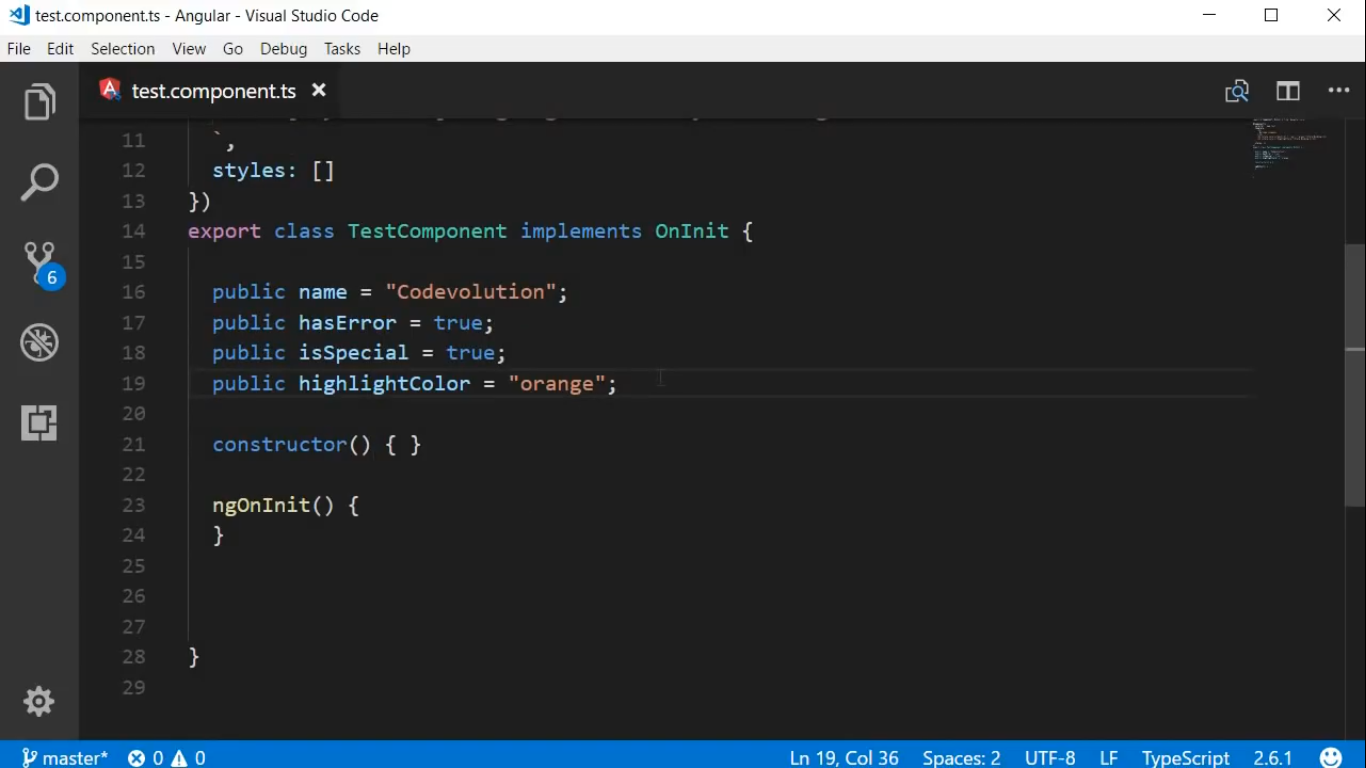 test.component.ts - Angular - Visual Studio Code
File Edit Selection View Go Debug Tasks Help
test.component.ts
11 `,
12 styles: []
13 })
14 export class TestComponent implements OnInit {
15
16 public name = "Codevolution";
17 public hasError = true;
18 public isSpecial = true;
19 public highlightColor = "orange";
20
21 constructor() { }
22
23 ngOnInit() {
24 }
25
26
27
28 }
29
6
master* 0 0 Ln 19, Col 36 Spaces: 2 UTF-8 LF TypeScript 2.6.1